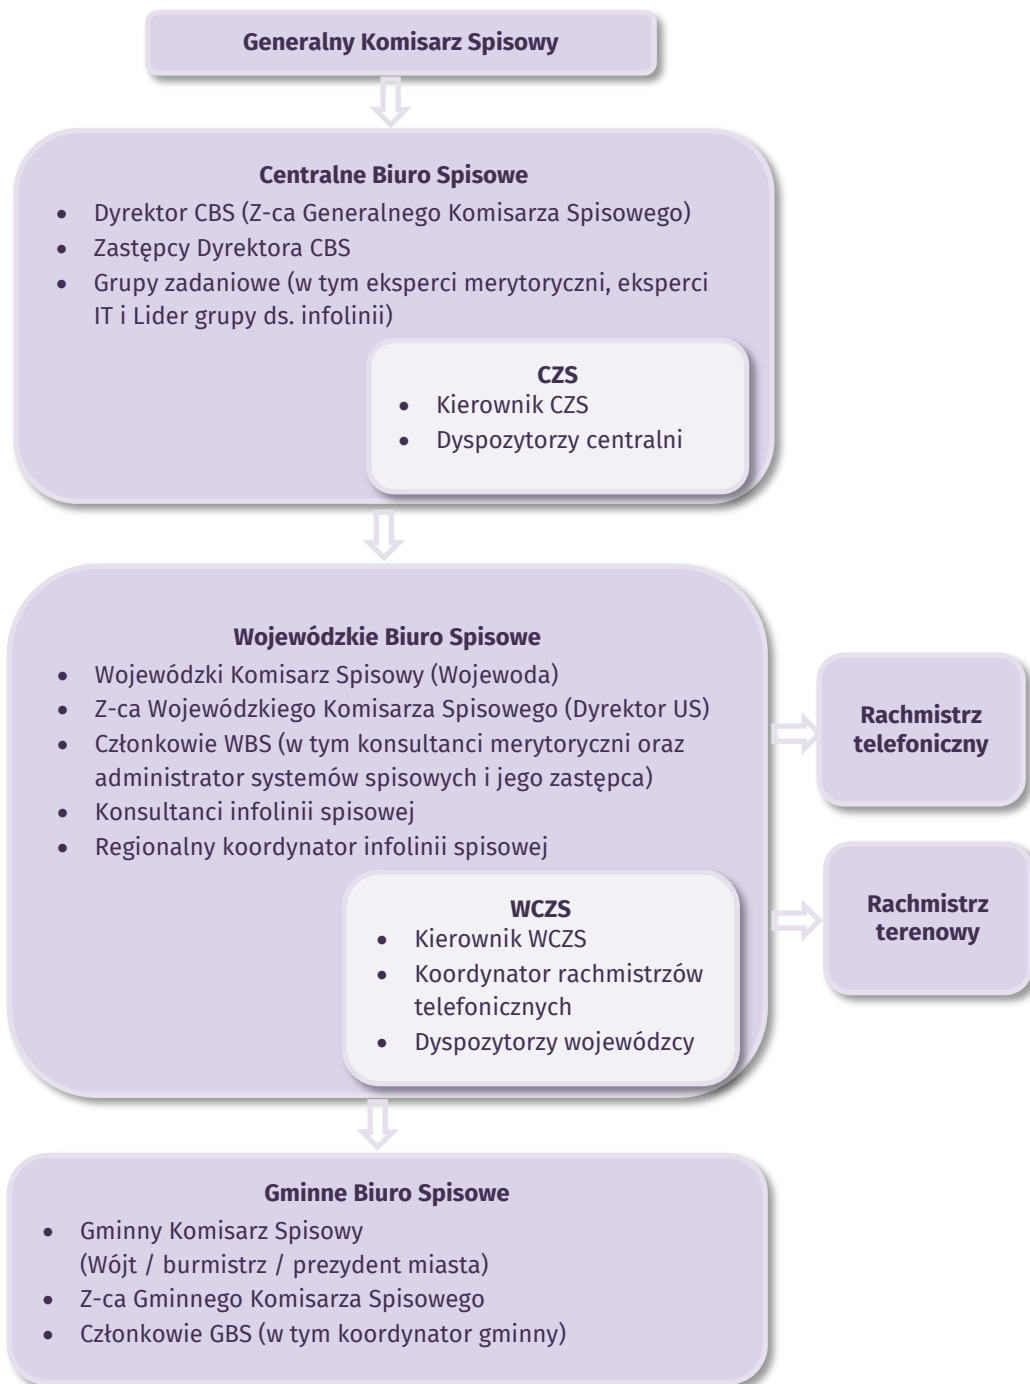 Generalny Komisarz Spisowy
Centralne Biuro Spisowe
• Dyrektor CBS (Z-ca Generalnego Komisarza Spisowego)
• Zastępcy Dyrektora CBS
• Grupy zadaniowe (w tym eksperci merytoryczni, eksperci
IT i Lider grupy ds. infolinii)
CZS
• Kierownik CZS
• Dyspozytorzy centralni
Wojewódzkie Biuro Spisowe
• Wojewódzki Komisarz Spisowy (Wojewoda)
• Z-ca Wojewódzkiego Komisarza Spisowego (Dyrektor US)
• Członkowie WBS (w tym konsultanci merytoryczni oraz
administrator systemów spisowych i jego zastępca)
• Konsultanci infolinii spisowej
• Regionalny koordynator infolinii spisowej
WCZS
• Kierownik WCZS
• Koordynator rachmistrzów
telefonicznych
• Dyspozytorzy wojewódzcy
Rachmistrz
telefoniczny
Rachmistrz
terenowy
Gminne Biuro Spisowe
• Gminny Komisarz Spisowy
(Wójt / burmistrz / prezydent miasta)
• Z-ca Gminnego Komisarza Spisowego
• Członkowie GBS (w tym koordynator gminny)